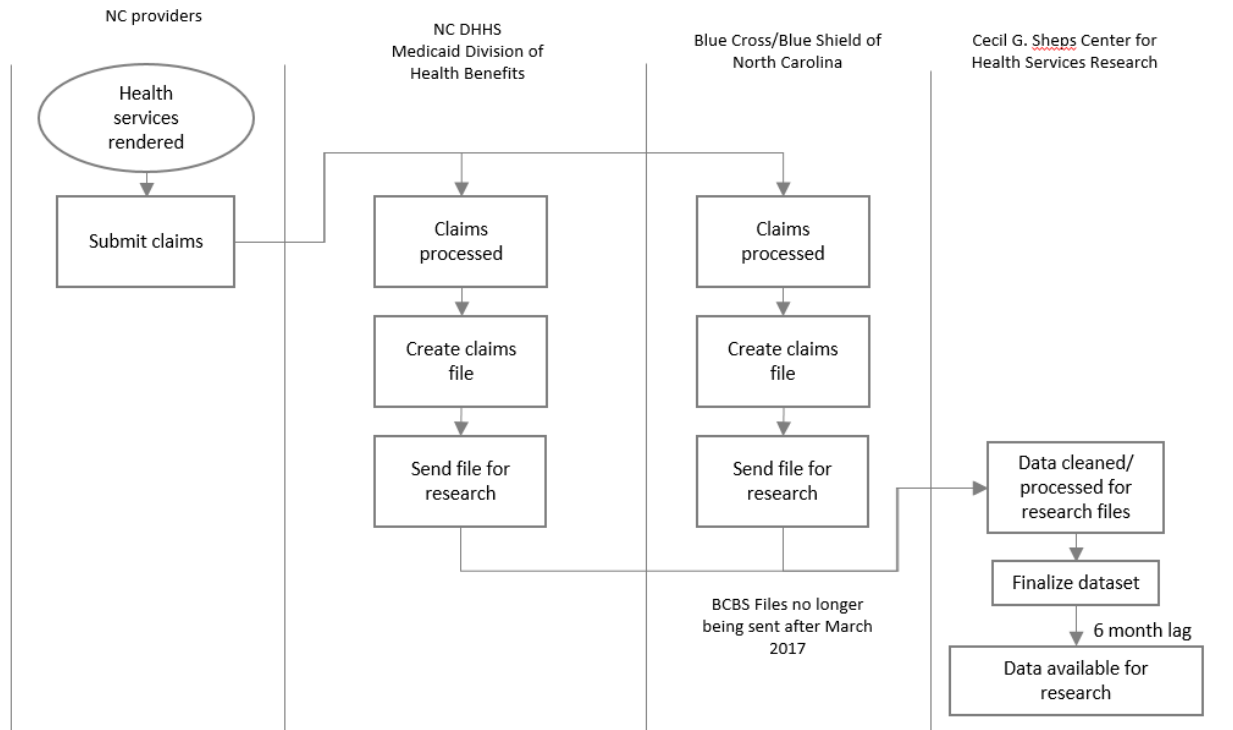 NC providers
NC DHHS
Medicaid Division of
Health Benefits
Blue Cross/Blue Shield of
North Carolina
Cecil G. Sheps Center for
Health Services Research
Health
services
rendered
Submit claims
Claims
processed
Create claims
file
Send file for
research
Claims
processed
Create claims
file
Send file for
research
BCBS Files no longer
being sent after March
2017
Data cleaned/
processed for
research files
Finalize dataset
6 month lag
Data available for
research